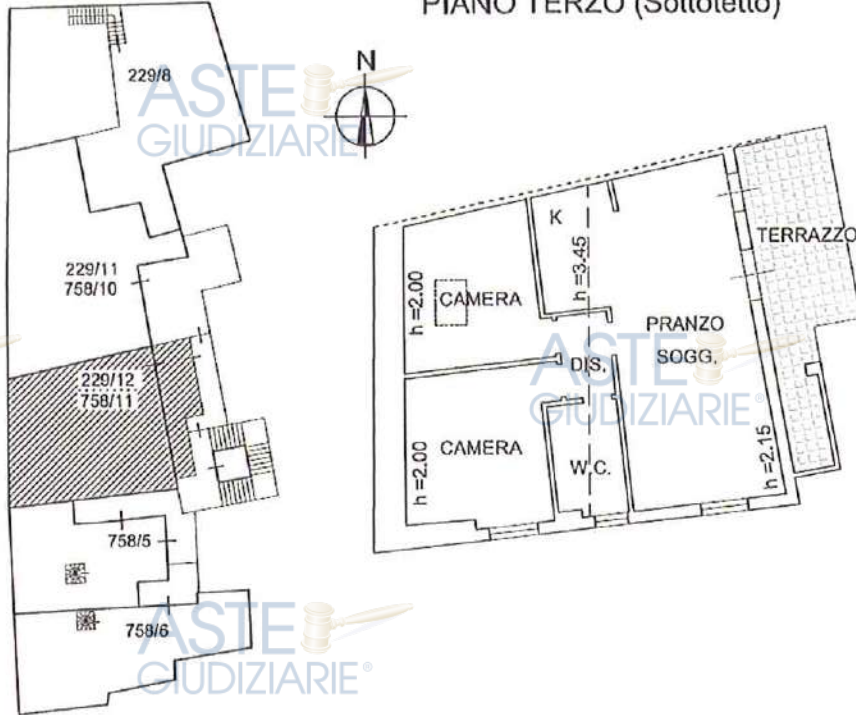 PIANO TERZO (Sottotetto)
229/8
N
ASTE
GIUDIZIARIE
229/11
758/10
229/12
758/11
758/5
758/6
ASTE
GIUDIZIARIE®
K
h =3.45
TERRAZZO
h =2.00
CAMERA
PRANZO
SOGG.
DIS.
ASTE
GIUDIZIARIE®
h =2.00
CAMERA
W.C.
h =2.15